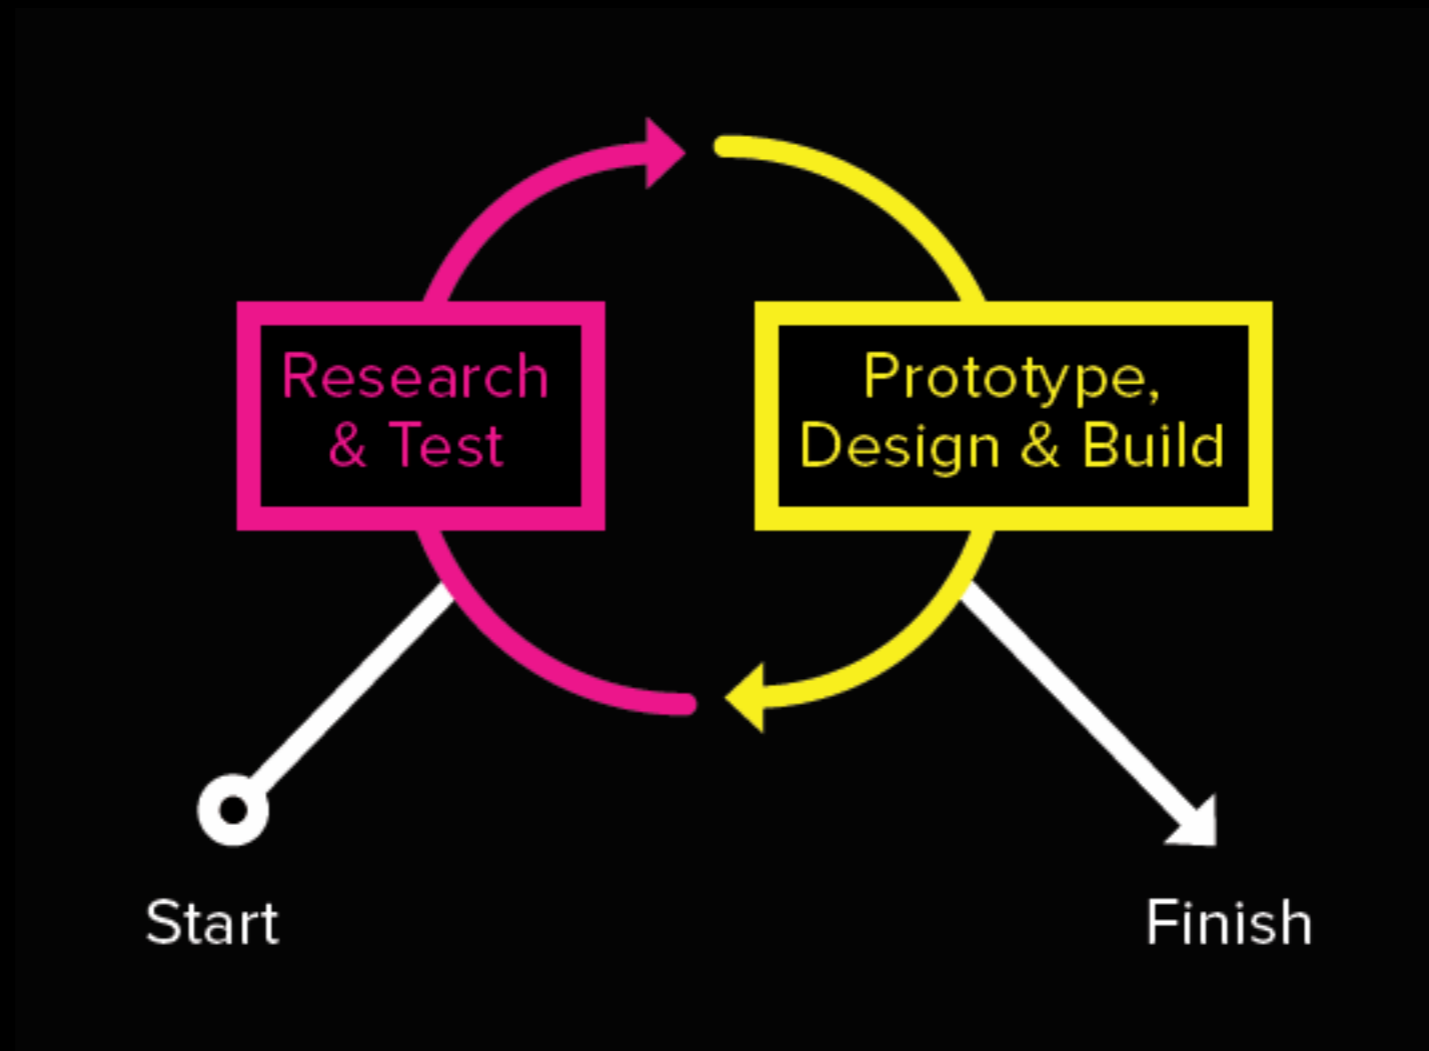 Research
& Test
Prototype,
Design & Build
Start
Finish